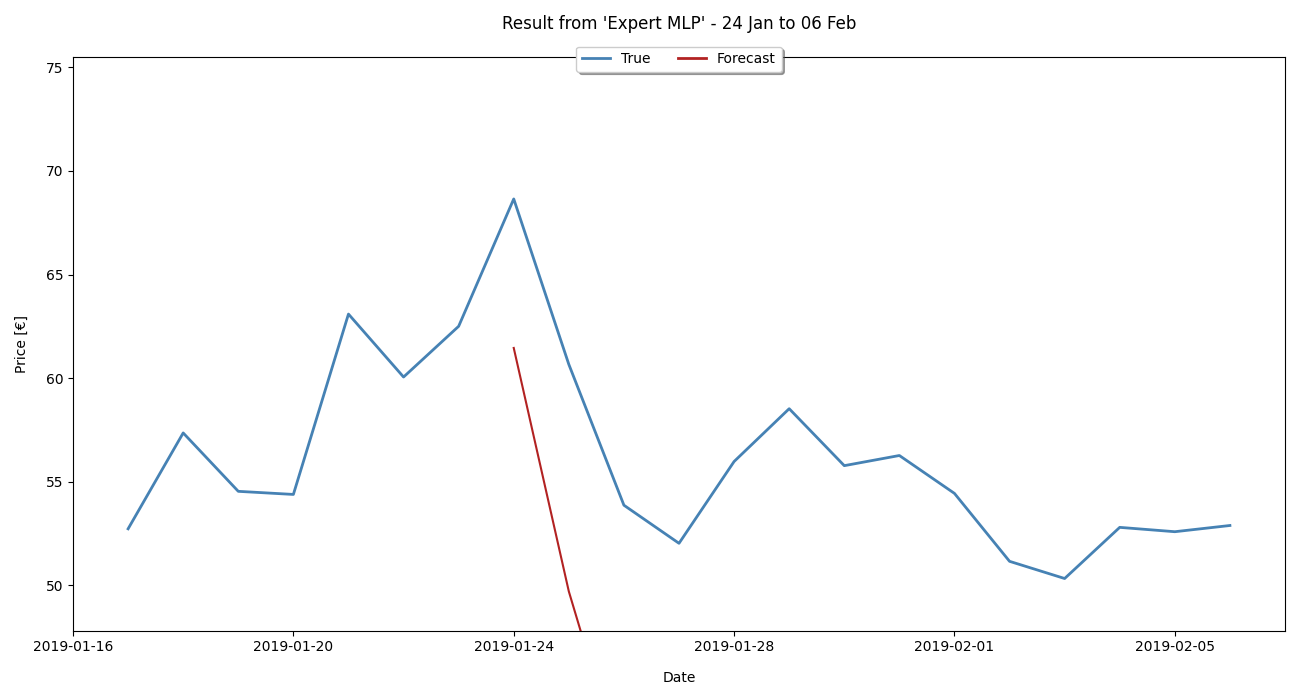 Result from 'Expert MLP' - 24 Jan to 06 Feb
True Forecast
75
70
65
60
55
50
Price [€]
2019-01-16 2019-01-20 2019-01-24 2019-01-28 2019-02-01 2019-02-05
Date